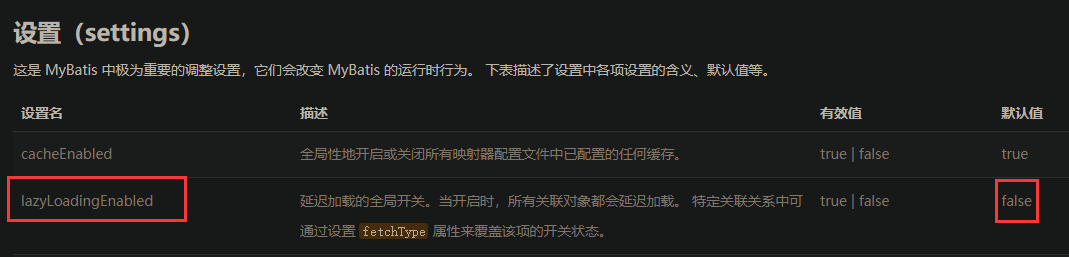 设置（settings）
这是 MyBatis 中极为重要的调整设置，它们会改变 MyBatis 的运行时行为。 下表描述了设置中各项设置的含义、默认值等。
设置名 描述 有效值 默认值
cacheEnabled 全局性地开启或关闭所有映射器配置文件中已配置的任何缓存。 true | false true
lazyLoadingEnabled 延迟加载的全局开关。当开启时，所有关联对象都会延迟加载。 特定关联关系中可 true | false false
通过设置 fetchType 属性来覆盖该项的开关状态。